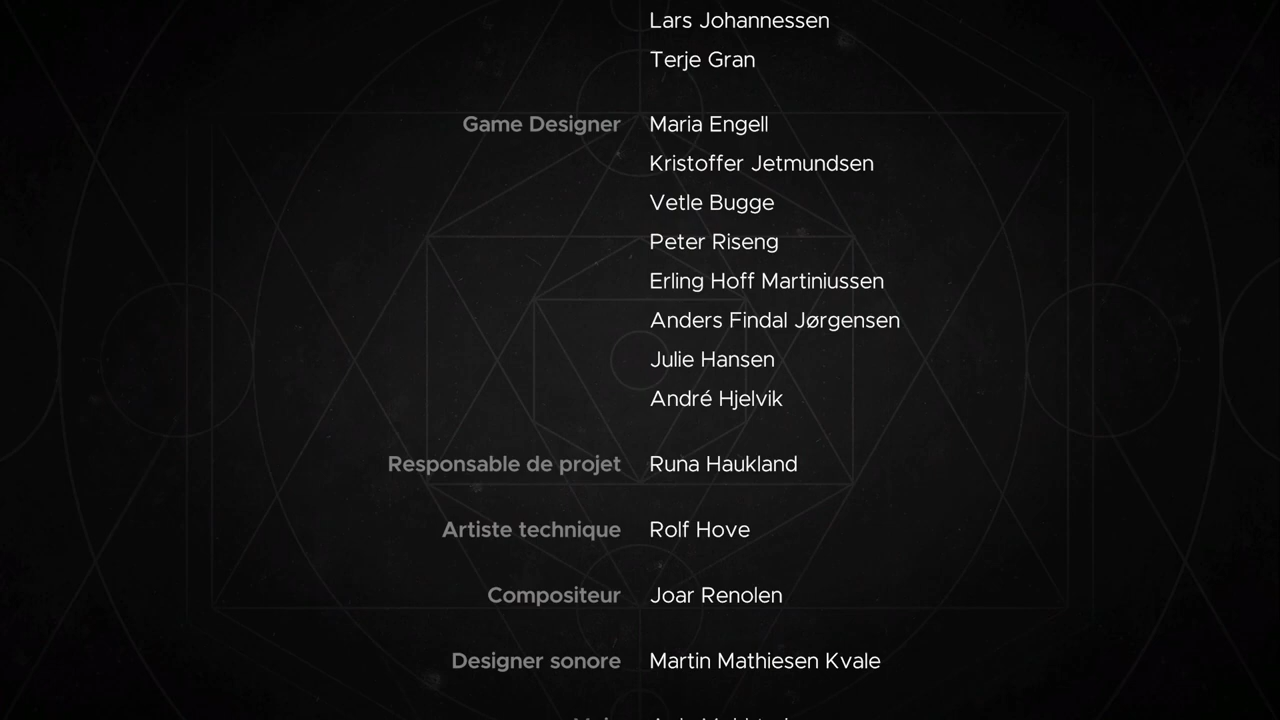 Lars Johannessen
Terje Gran
Game Designer Maria Engell
Kristoffer Jetmundsen
Vetle Bugge
Peter Riseng
Erling Hoff Martiniussen
Anders Findal Jørgensen
Julie Hansen
André Hjelvik
Responsable de projet Runa Haukland
Artiste technique Rolf Hove
Compositeur Joar Renolen
Designer sonore Martin Mathiesen Kvale